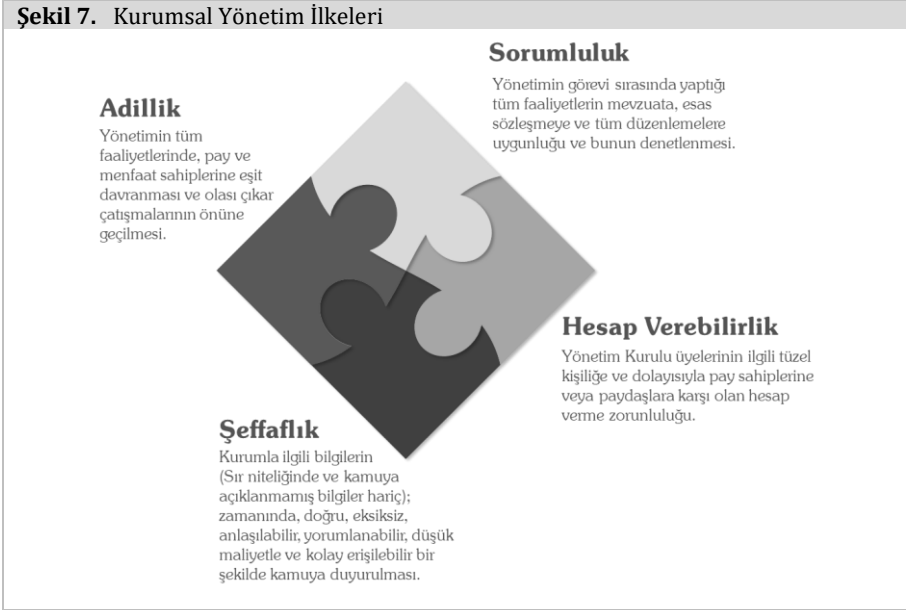 Şekil 7. Kurumsal Yönetim İlkeleri
Sorumluluk
Yönetimin görevi sırasında yaptığı
tüm faaliyetlerin mevzuata, esas
sözleşmeye ve tüm düzenlemelere
uygunluğu ve bunun denetlenmesi.
Adillik
Yönetimin tüm
faaliyetlerinde, pay ve
menfaat sahiplerine eşit
davranması ve olası çıkar
çatışmalarının önüne
geçilmesi.
Hesap Verebilirlik
Yönetim Kurulu üyelerinin ilgili tüzel
kişiliğe ve dolayısıyla pay sahiplerine
veya paydaşlara karşı olan hesap
verme zorunluluğu.
Şeffaflık
Kurumla ilgili bilgilerin
(Sır niteliğinde ve kamuya
açıklanmamış bilgiler hariç);
zamanında, doğru, eksiksiz,
anlaşılabilir, yorumlanabilir, düşük
maliyetle ve kolay erişilebilir bir
şekilde kamuya duyurulması.